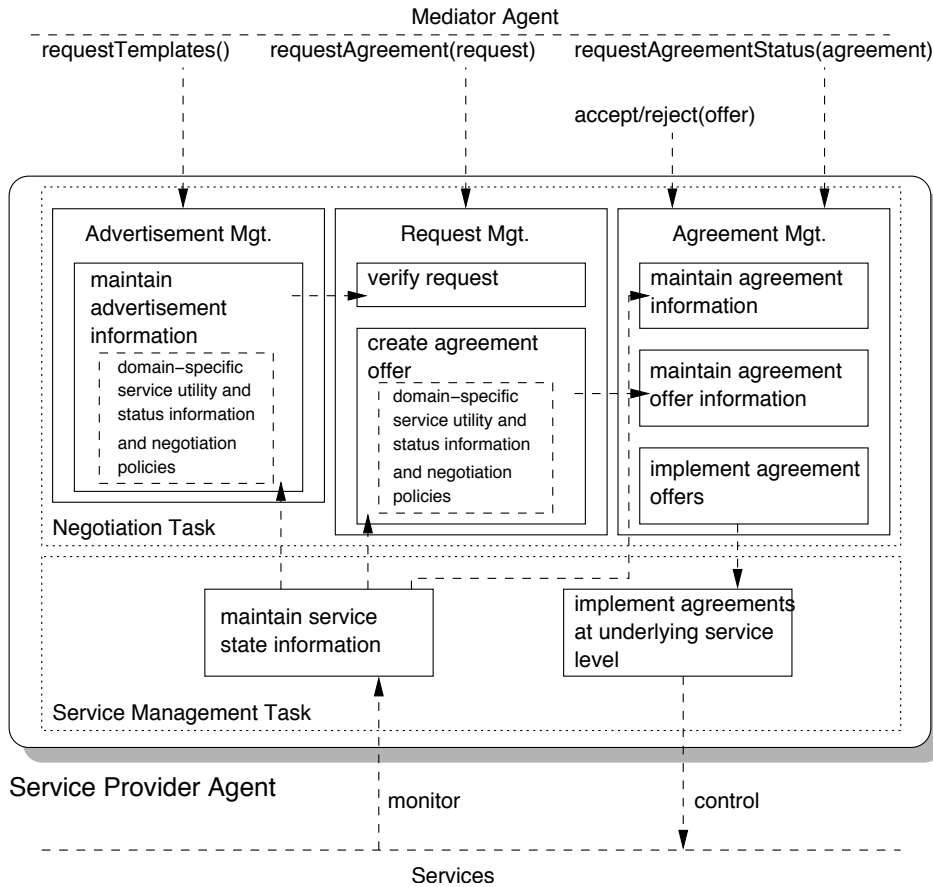 Mediator Agent
requestTemplates()
requestAgreement(request)
requestAgreementStatus(agreement)
accept/reject(offer)
Advertisement Mgt.
maintain
advertisement
information
domain−specific
service utility and
status information
and negotiation
policies
Request Mgt.
verify request
create agreement
offer
domain−specific
service utility and
status information
and negotiation
policies
Agreement Mgt.
maintain agreement
information
maintain agreement
offer information
implement agreement
offers
Negotiation Task
maintain service
state information
implement agreements
at underlying service
level
Service Management Task
Service Provider Agent
monitor
control
Services